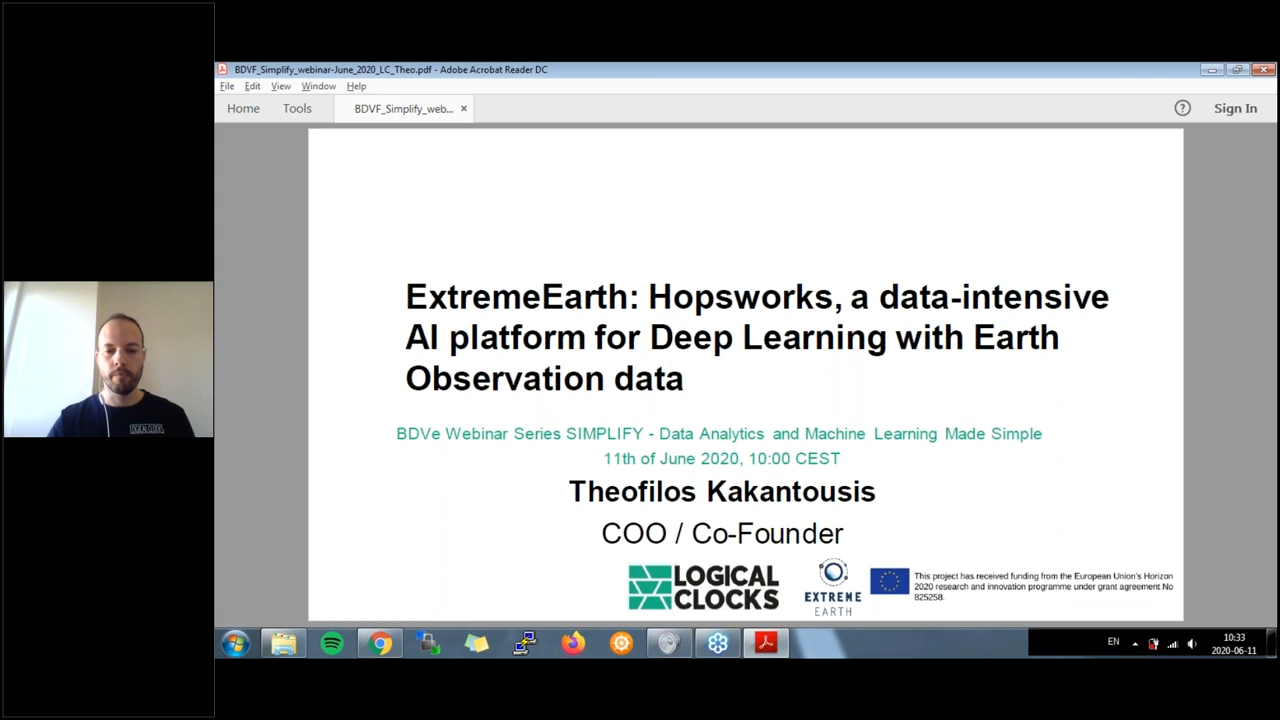 BDVF_Simplify_webinar-June_2020_LC_Theo.pdf - Adobe Acrobat Reader DC
File Edit View Window Help
Home Tools BDVF_Simplify_web... × ? Sign In
ExtremeEarth: Hopsworks, a data-intensive
AI platform for Deep Learning with Earth
Observation data
BDVe Webinar Series SIMPLIFY - Data Analytics and Machine Learning Made Simple
11th of June 2020, 10:00 CEST
Theofilos Kakantousis
COO / Co-Founder
LOGICAL
CLOCKS
EXTREME
EARTH
This project has received funding from the European Union's Horizon
2020 research and innovation programme under grant agreement No
825258.
LOGICAL CLOCKS
EN
10:33
2020-06-11